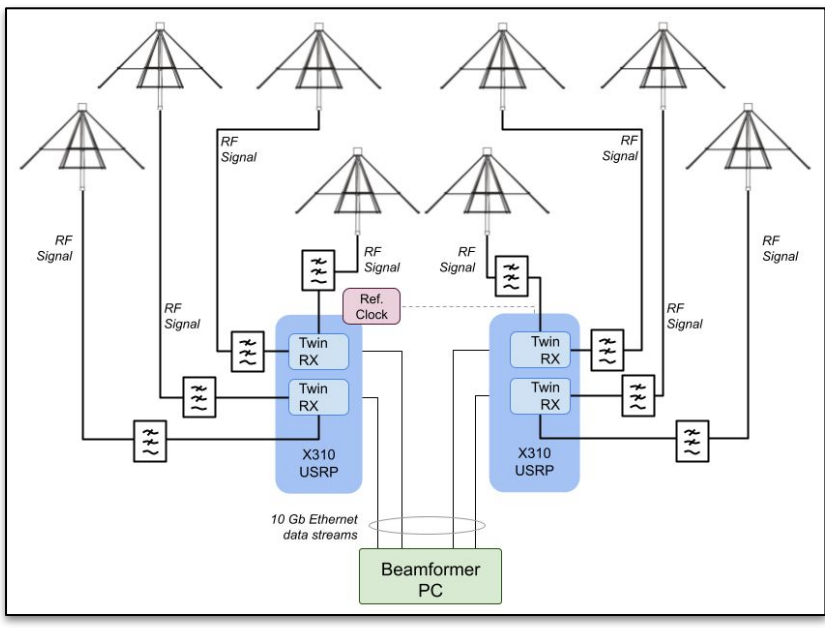 RF
Signal
RF
Signal
RF
Signal
RF
Signal
RF
Signal
RF
Signal
RF
Signal
RF
Signal
Ref.
Clock
Twin
RX
Twin
RX
Twin
RX
Twin
RX
X310
USRP
X310
USRP
10 Gb Ethernet
data streams
Beamformer
PC